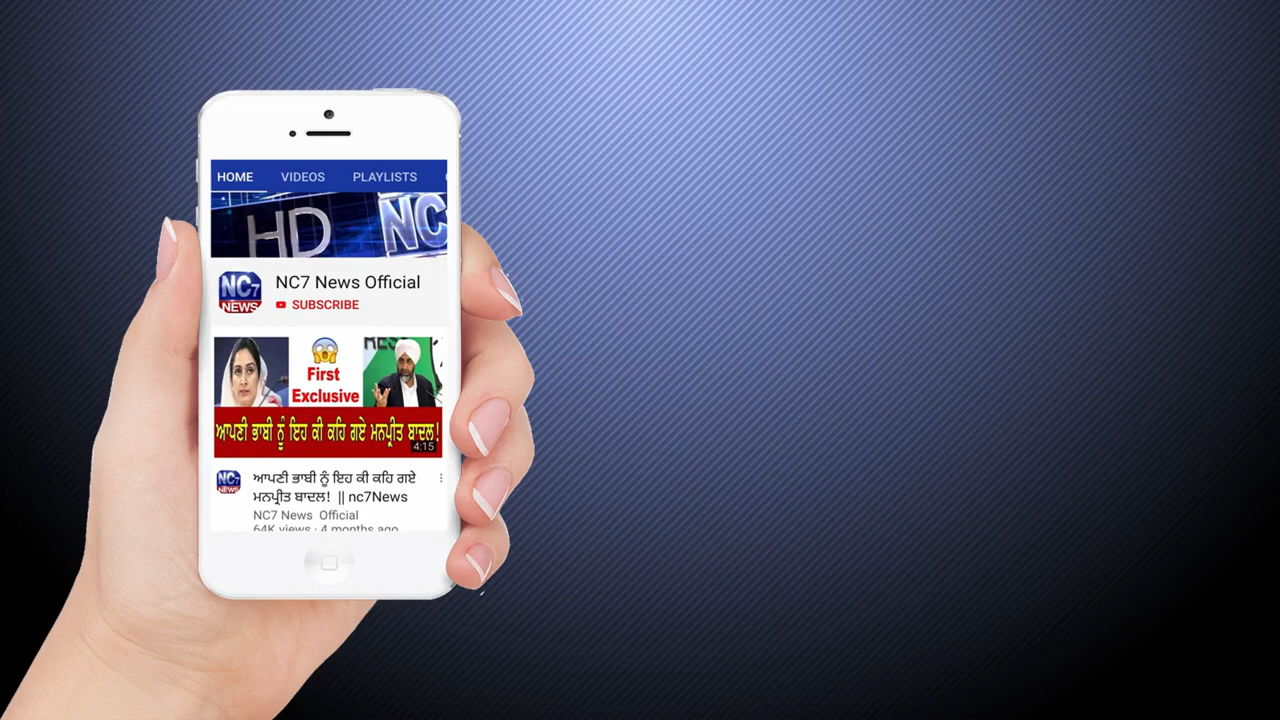 HOME VIDEOS PLAYLISTS
HD NC
NC7 NEWS
NC7 News Official
SUBSCRIBE
First
Exclusive
ਆਪਣੀ ਭਾਬੀ ਨੂੰ ਇਹ ਕੀ ਕਹਿ ਗਏ ਮਨਪ੍ਰੀਤ ਬਾਦਲ!
4:15
NC7 NEWS
ਆਪਣੀ ਭਾਬੀ ਨੂੰ ਇਹ ਕੀ ਕਹਿ ਗਏ
ਮਨਪ੍ਰੀਤ ਬਾਦਲ! || nc7News
NC7 News Official
64K views · 4 months ago